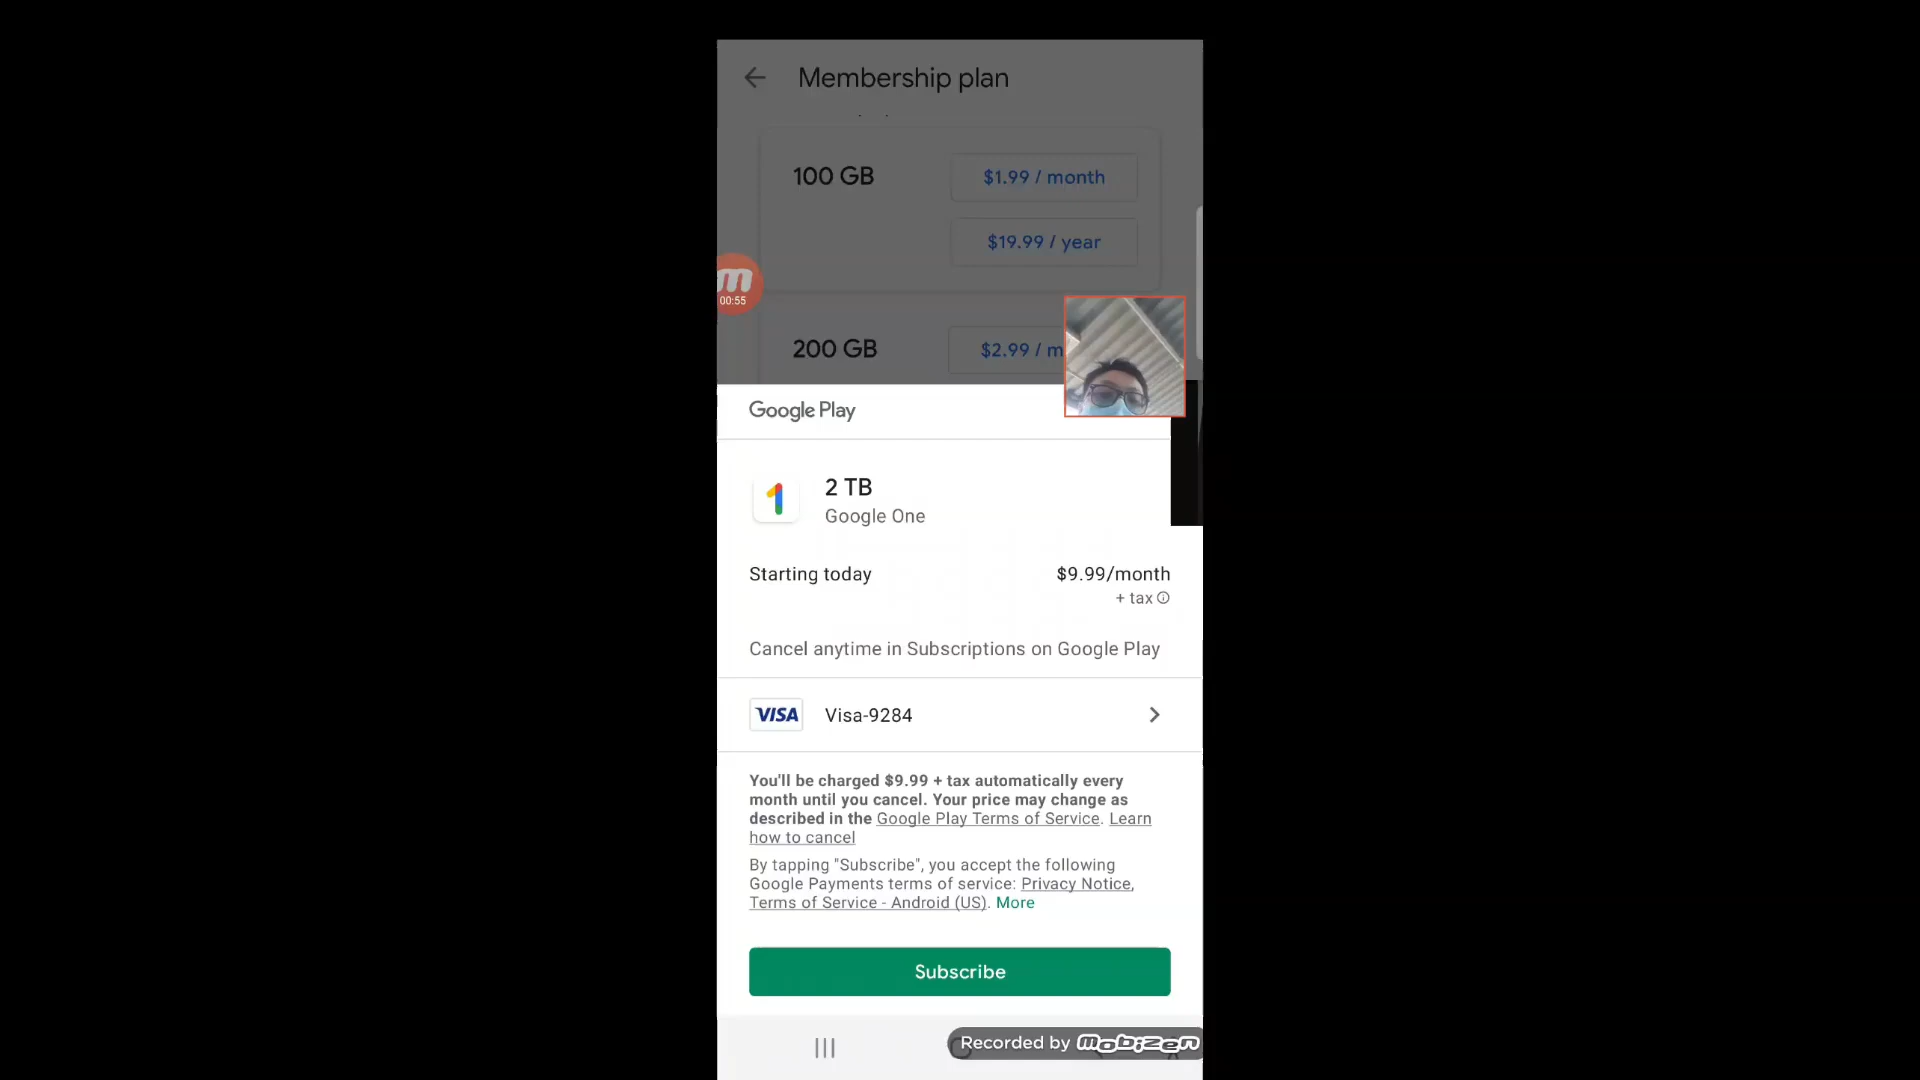 Membership plan
100 GB
$1.99 / month
$19.99 / year
m
00:55
200 GB
$2.99 / m
Google Play
2 TB
Google One
Starting today
$9.99/month
+ tax
Cancel anytime in Subscriptions on Google Play
VISA
Visa-9284
You'll be charged $9.99 + tax automatically every
month until you cancel. Your price may change as
described in the Google Play Terms of Service. Learn
how to cancel
By tapping "Subscribe", you accept the following
Google Payments terms of service: Privacy Notice,
Terms of Service - Android (US). More
Subscribe
Recorded by Mobizen